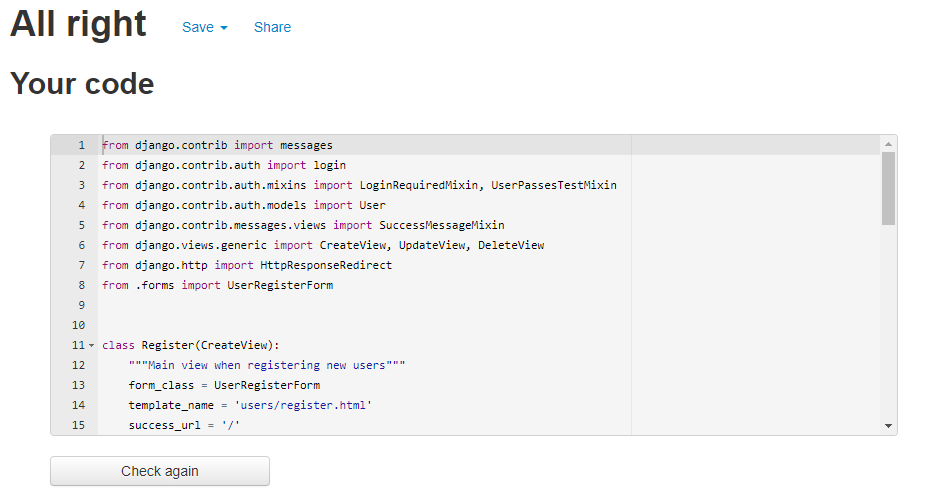 All right Save Share
Your code
1 from django.contrib import messages
2 from django.contrib.auth import login
3 from django.contrib.auth.mixins import LoginRequiredMixin, UserPassesTestMixin
4 from django.contrib.auth.models import User
5 from django.contrib.messages.views import SuccessMessageMixin
6 from django.views.generic import CreateView, UpdateView, DeleteView
7 from django.http import HttpResponseRedirect
8 from .forms import UserRegisterForm
9
10
11 class Register(CreateView):
12     """Main view when registering new users"""
13     form_class = UserRegisterForm
14     template_name = 'users/register.html'
15     success_url = '/'
Check again